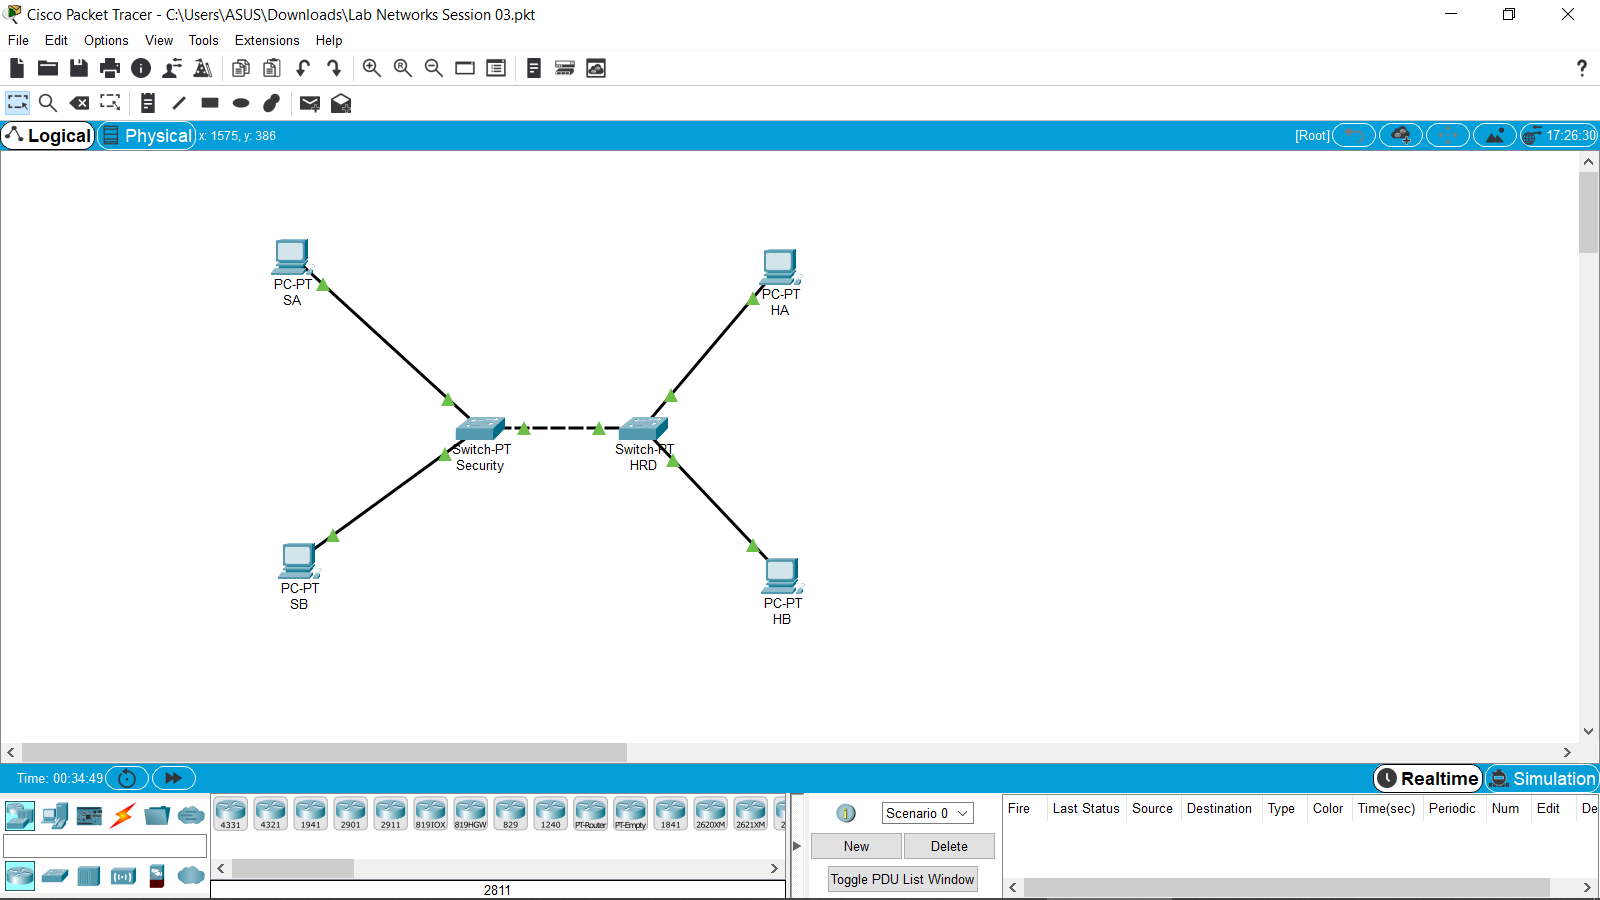 Cisco Packet Tracer - C:\Users\ASUS\Downloads\Lab Networks Session 03.pkt
File Edit Options View Tools Extensions Help
?
Logical Physical x: 1575, y: 386 [Root] 17:26:30
PC-PT
SA
PC-PT
HA
Switch-PT
Security
Switch-PT
HRD
PC-PT
SB
PC-PT
HB
Time: 00:34:49 Realtime Simulation
4331 4321 1941 2901 2911 819IOX 819HGW 829 1240 PT-Router PT-Empty 1841 2620XM 2621XM 2
2811
Scenario 0
New Delete
Toggle PDU List Window
Fire Last Status Source Destination Type Color Time(sec) Periodic Num Edit De